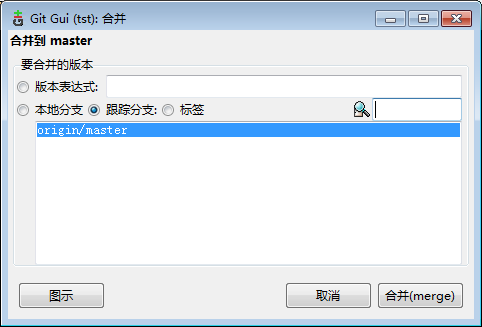 Git Gui (tst): 合并
合并到 master
要合并的版本
版本表达式:
本地分支 跟踪分支: 标签
origin/master
图示 取消 合并(merge)